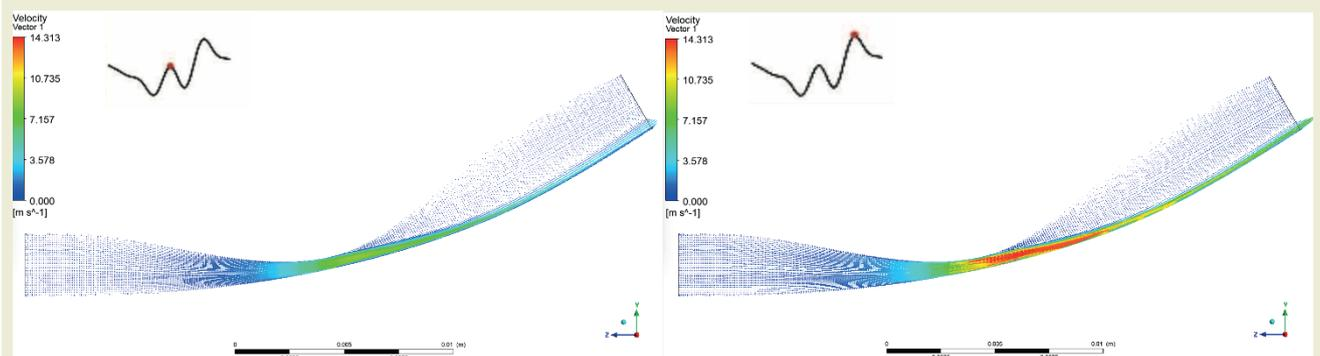 Velocity
Vector 1
14.313
10.735
7.157
3.578
0.000
[m s^-1]
0
0.005
0.01
(m)
Y
Z
Velocity
Vector 1
14.313
10.735
7.157
3.578
0.000
[m s^-1]
0
0.005
0.01
(m)
Y
Z